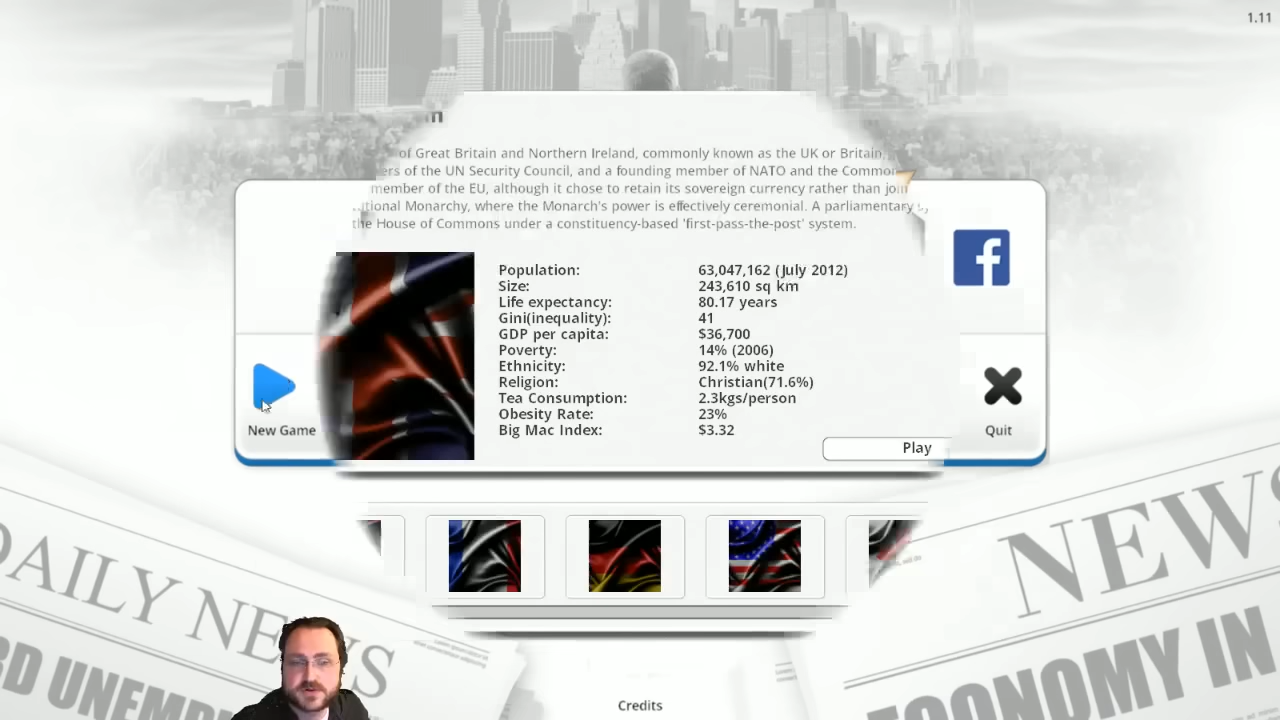 1.11
of Great Britain and Northern Ireland, commonly known as the UK or Britain,
of the UN Security Council, and a founding member of NATO and the
member of the EU, although it chose to retain its sovereign currency rather than join
Monarchy, where the Monarch's power is effectively ceremonial. A parliamentary
the House of Commons under a constituency-based 'first-pass-the-post' system.
Population: 63,047,162 (July 2012)
Size: 243,610 sq km
Life expectancy: 80.17 years
Gini(inequality): 41
GDP per capita: $36,700
Poverty: 14% (2006)
Ethnicity: 92.1% white
Religion: Christian(71.6%)
Tea Consumption: 2.3kgs/person
Obesity Rate: 23%
Big Mac Index: $3.32
Play
New Game
Quit
DAILY NEWS
NEWS
ECONOMY IN
Credits